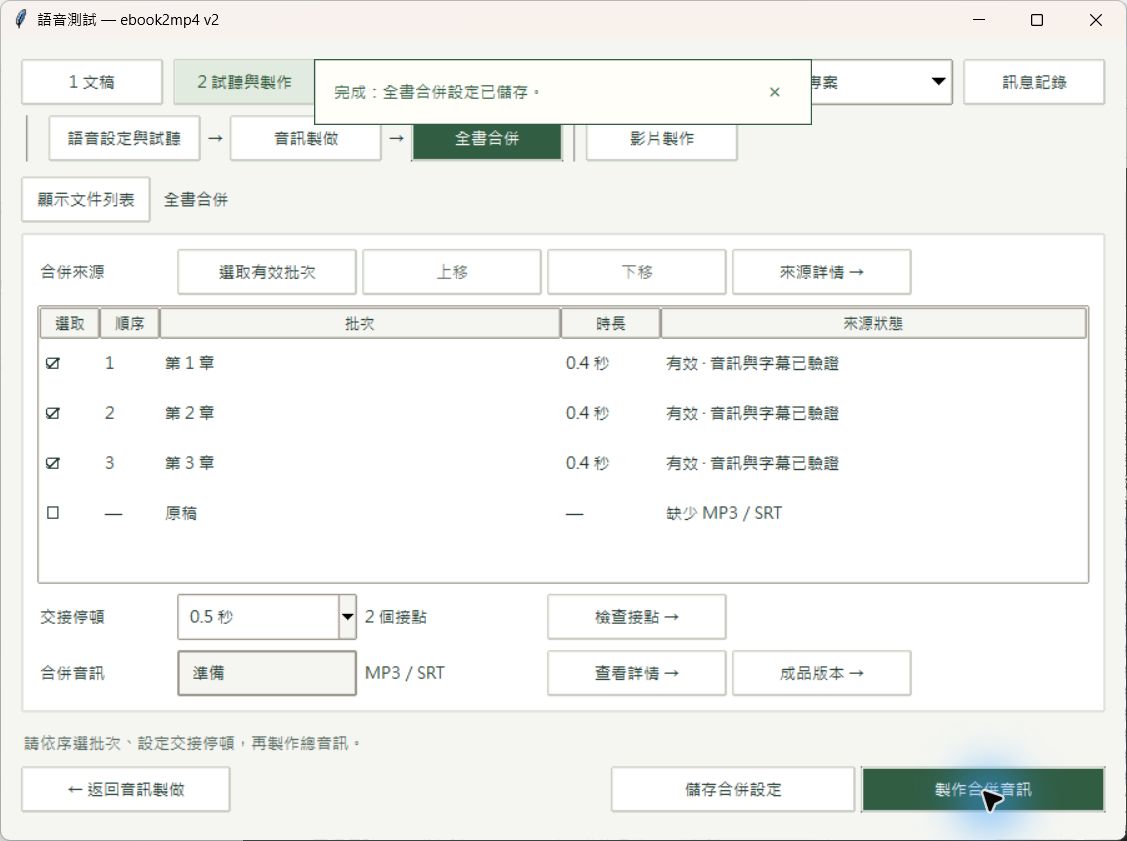 語音測試 — ebook2mp4 v2
1 文稿 2 試聽與製作 專案 訊息記錄
完成：全書合併設定已儲存。 ×
語音設定與試聽 → 音訊製做 → 全書合併 影片製作
顯示文件列表 全書合併
合併來源 選取有效批次 上移 下移 來源詳情 →
選取 順序 批次 時長 來源狀態
☑ 1 第 1 章 0.4 秒 有效 · 音訊與字幕已驗證
☑ 2 第 2 章 0.4 秒 有效 · 音訊與字幕已驗證
☑ 3 第 3 章 0.4 秒 有效 · 音訊與字幕已驗證
☐ — 原稿 — 缺少 MP3 / SRT
交接停頓 0.5 秒 2 個接點 檢查接點 →
合併音訊 準備 MP3 / SRT 查看詳情 → 成品版本 →
請依序選批次、設定交接停頓，再製作總音訊。
← 返回音訊製做 儲存合併設定 製作合併音訊